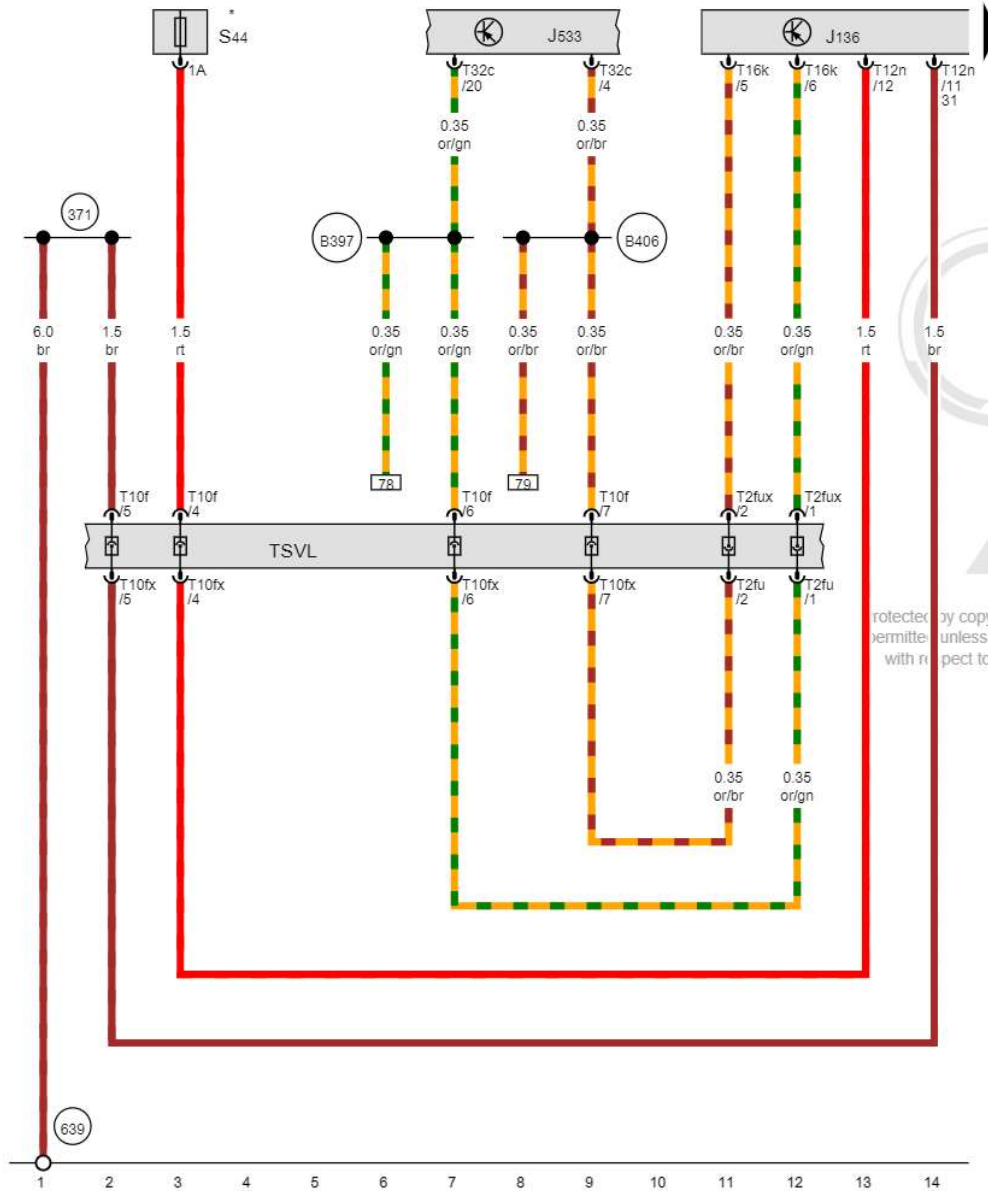 *
S44
J533
J136
1A
T32c
/20
T32c
/4
T16k
/5
T16k
/6
T12n
/12
T12n
/11
31
0.35
or/gn
0.35
or/br
371
B397
B406
6.0
br
1.5
br
1.5
rt
0.35
or/gn
0.35
or/gn
0.35
or/br
0.35
or/br
0.35
or/br
0.35
or/gn
1.5
rt
1.5
br
78
79
T10f
/5
T10f
/4
T10f
/6
T10f
/7
T2fux
/2
T2fux
/1
TSVL
T10fx
/5
T10fx
/4
T10fx
/6
T10fx
/7
T2fu
/2
T2fu
/1
by copy
unless
with respect to
0.35
or/br
0.35
or/gn
639
1 2 3 4 5 6 7 8 9 10 11 12 13 14